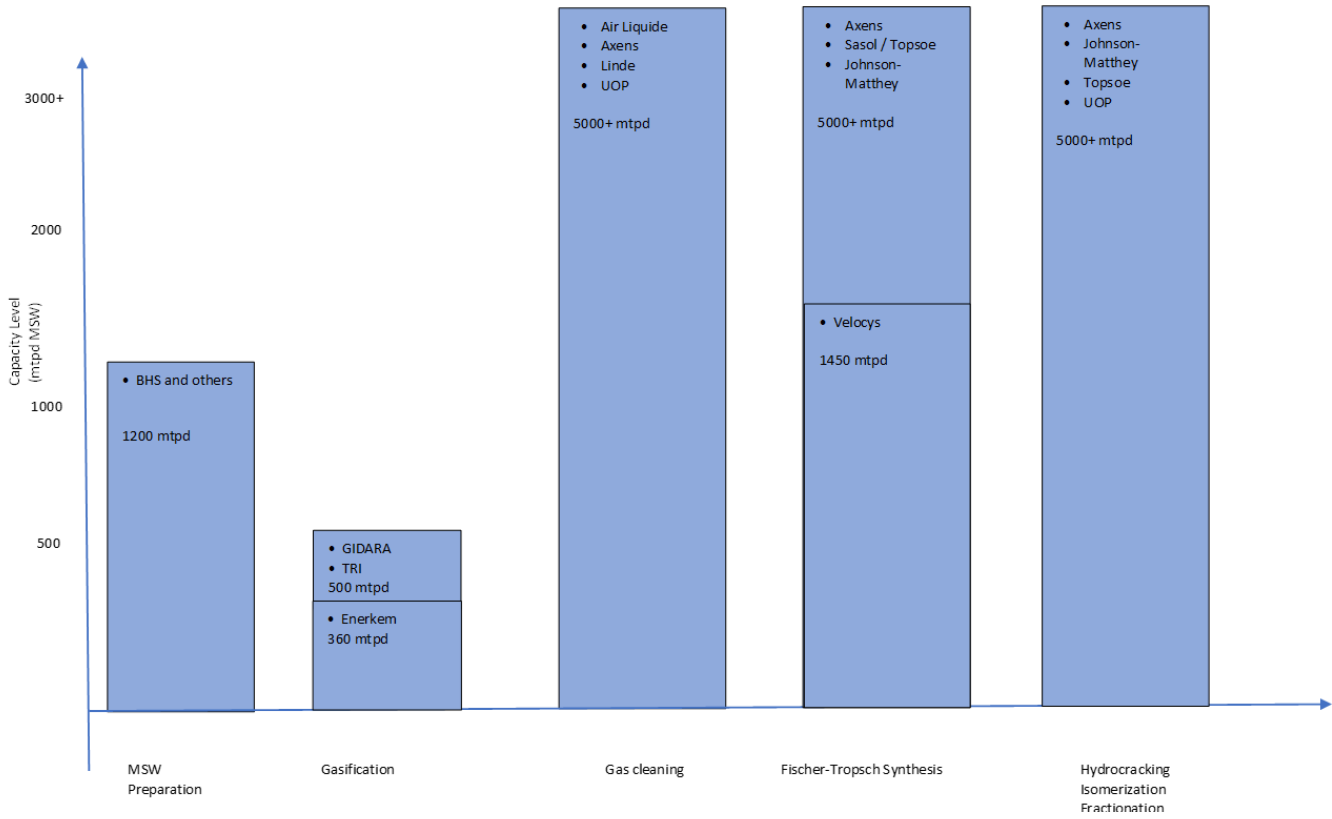 3000+
2000
1000
500
Capacity Level
(mtpd MSW)
• BHS and others
1200 mtpd
• GIDARA
• TRI
500 mtpd
• Enerkem
360 mtpd
• Air Liquide
• Axens
• Linde
• UOP
5000+ mtpd
• Axens
• Sasol / Topsoe
• Johnson-
Matthey
5000+ mtpd
• Velocys
1450 mtpd
• Axens
• Johnson-
Matthey
• Topsoe
• UOP
5000+ mtpd
MSW
Preparation
Gasification
Gas cleaning
Fischer-Tropsch Synthesis
Hydrocracking
Isomerization
Fractionation